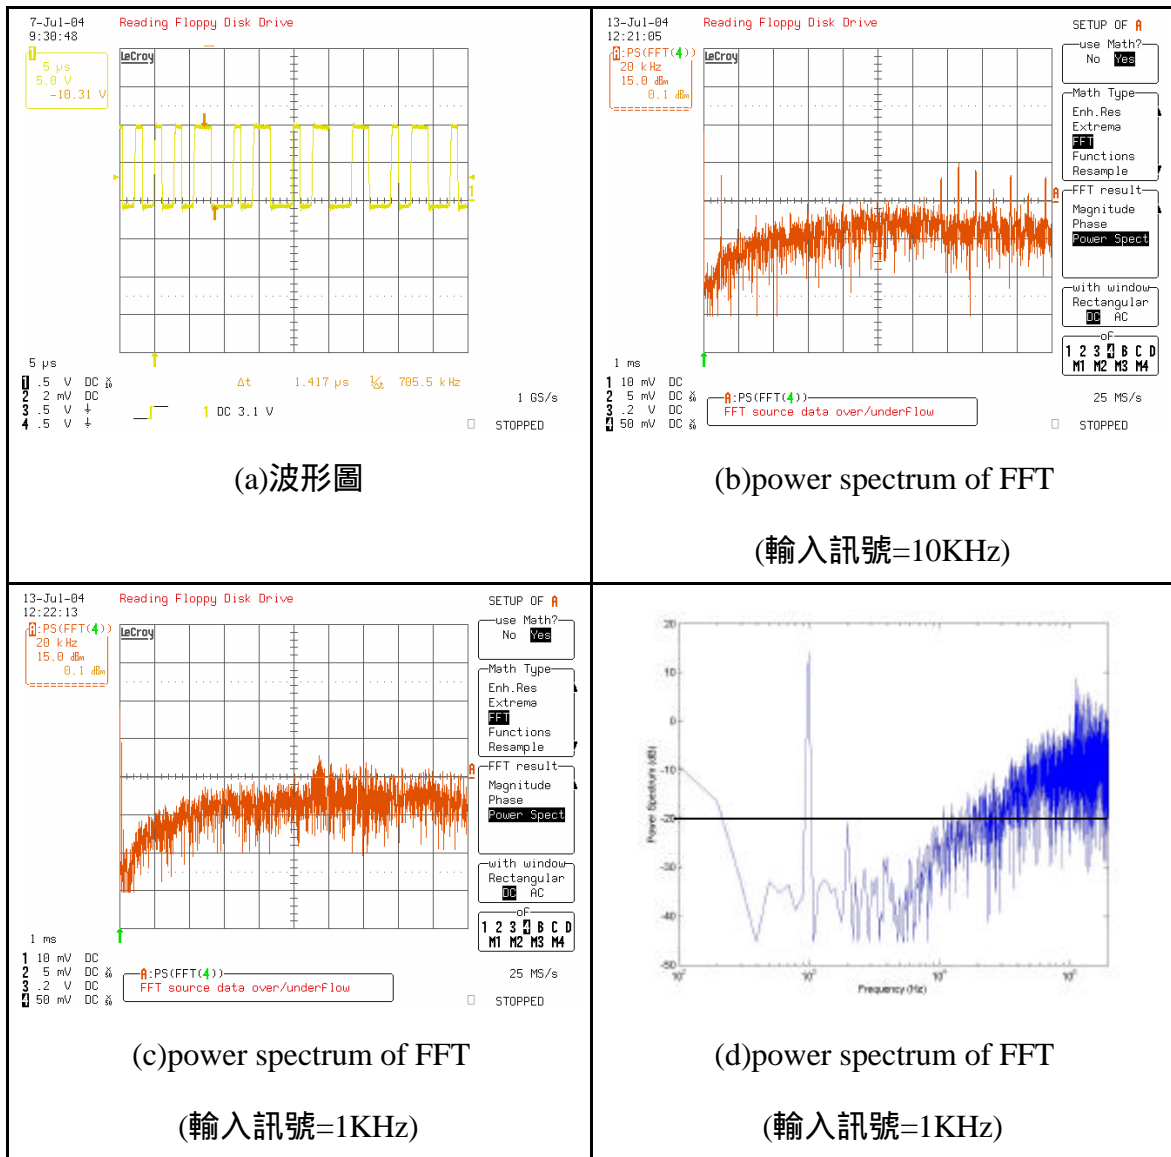 7-Jul-04
9:30:48
Reading Floppy Disk Drive
1
5 µs
5.0 V
-10.31 V
LeCroy
1
5 µs
1 .5 V DC
2 2 mV DC
3 .5 V
4 .5 V
Δt 1.417 µs 1/Δt 705.5 kHz
1 DC 3.1 V
1 GS/s
STOPPED
(a)波形圖
13-Jul-04
12:21:05
Reading Floppy Disk Drive
A:PS(FFT(4))
20 kHz
15.0 dBm
0.1 dBm
LeCroy
A
SETUP OF A
use Math?
No Yes
Math Type
Enh.Res
Extrema
FFT
Functions
Resample
FFT result
Magnitude
Phase
Power Spect
with window
Rectangular
DC AC
of
1 2 3 4 B C D
M1 M2 M3 M4
1 ms
1 10 mV DC
2 5 mV DC
3 .2 V DC
4 50 mV DC
A:PS(FFT(4))
FFT source data over/underflow
25 MS/s
STOPPED
(b)power spectrum of FFT
(輸入訊號=10KHz)
13-Jul-04
12:22:13
Reading Floppy Disk Drive
A:PS(FFT(4))
20 kHz
15.0 dBm
0.1 dBm
LeCroy
A
SETUP OF A
use Math?
No Yes
Math Type
Enh.Res
Extrema
FFT
Functions
Resample
FFT result
Magnitude
Phase
Power Spect
with window
Rectangular
DC AC
of
1 2 3 4 B C D
M1 M2 M3 M4
1 ms
1 10 mV DC
2 5 mV DC
3 .2 V DC
4 50 mV DC
A:PS(FFT(4))
FFT source data over/underflow
25 MS/s
STOPPED
(c)power spectrum of FFT
(輸入訊號=1KHz)
Power Spectrum (dB)
20
10
0
-10
-20
-30
-40
-50
Frequency (Hz)
(d)power spectrum of FFT
(輸入訊號=1KHz)